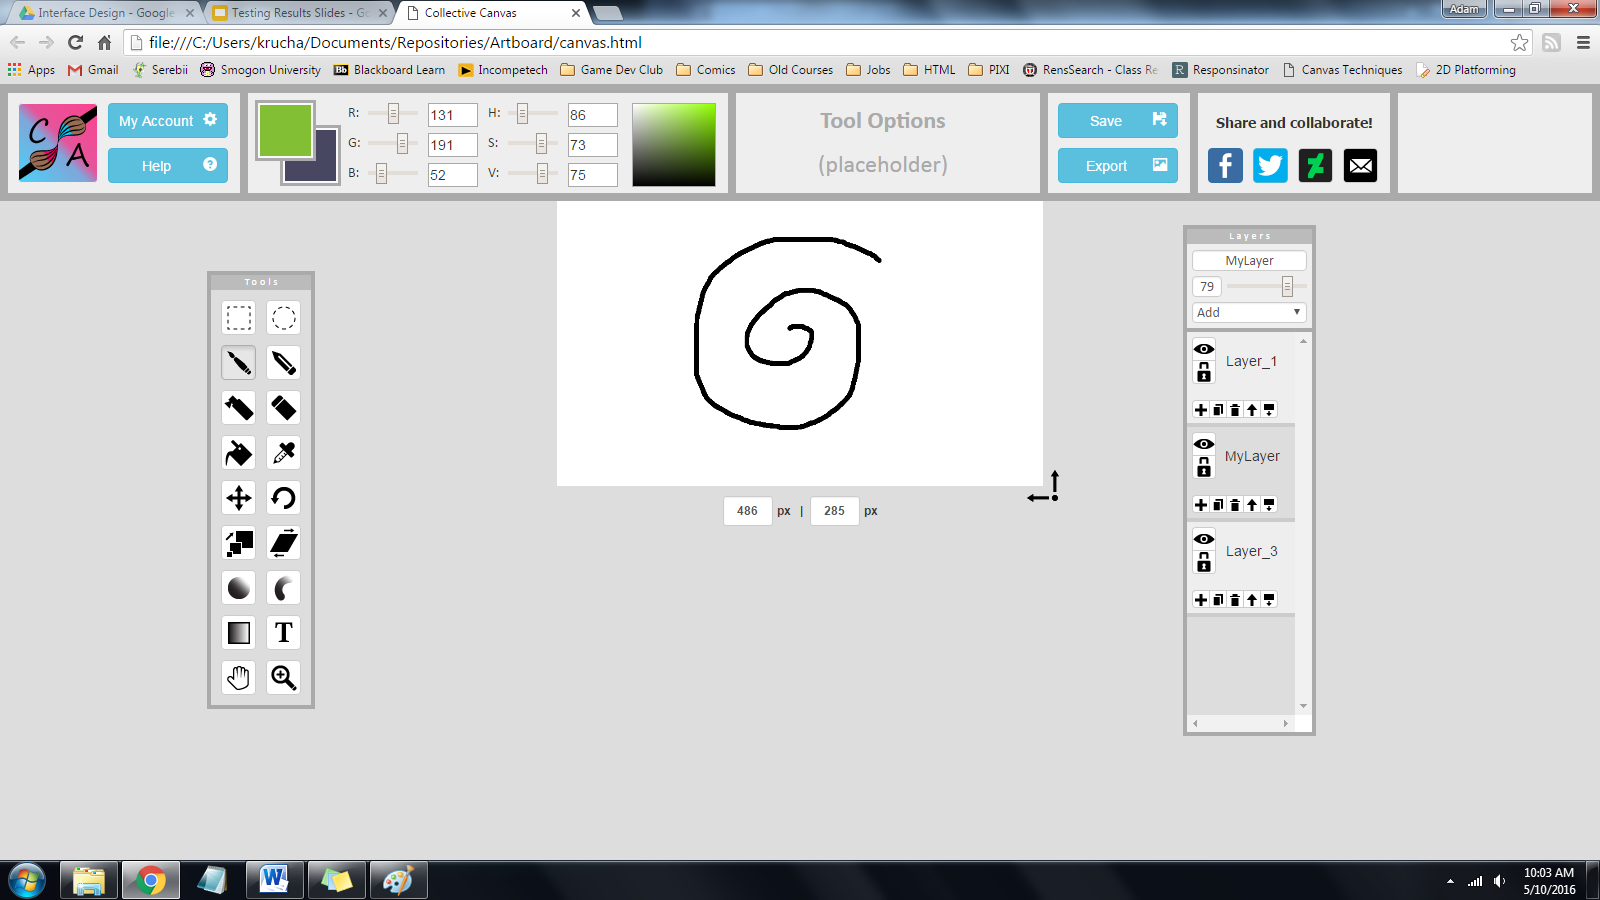 Interface Design - Google
Testing Results Slides - Go
Collective Canvas
Adam
file:///C:/Users/krucha/Documents/Repositories/Artboard/canvas.html
Apps
Gmail
Serebii
Smogon University
Bb
Blackboard Learn
Incompetech
Game Dev Club
Comics
Old Courses
Jobs
HTML
PIXI
RensSearch - Class Re
R
Responsinator
Canvas Techniques
2D Platforming
C
A
My Account
Help
R: 131
G: 191
B: 52
H: 86
S: 73
V: 75
Tool Options
(placeholder)
Save
Export
Share and collaborate!
Tools
T
486 px | 285 px
Layers
MyLayer
79
Add
Layer_1
MyLayer
Layer_3
10:03 AM
5/10/2016